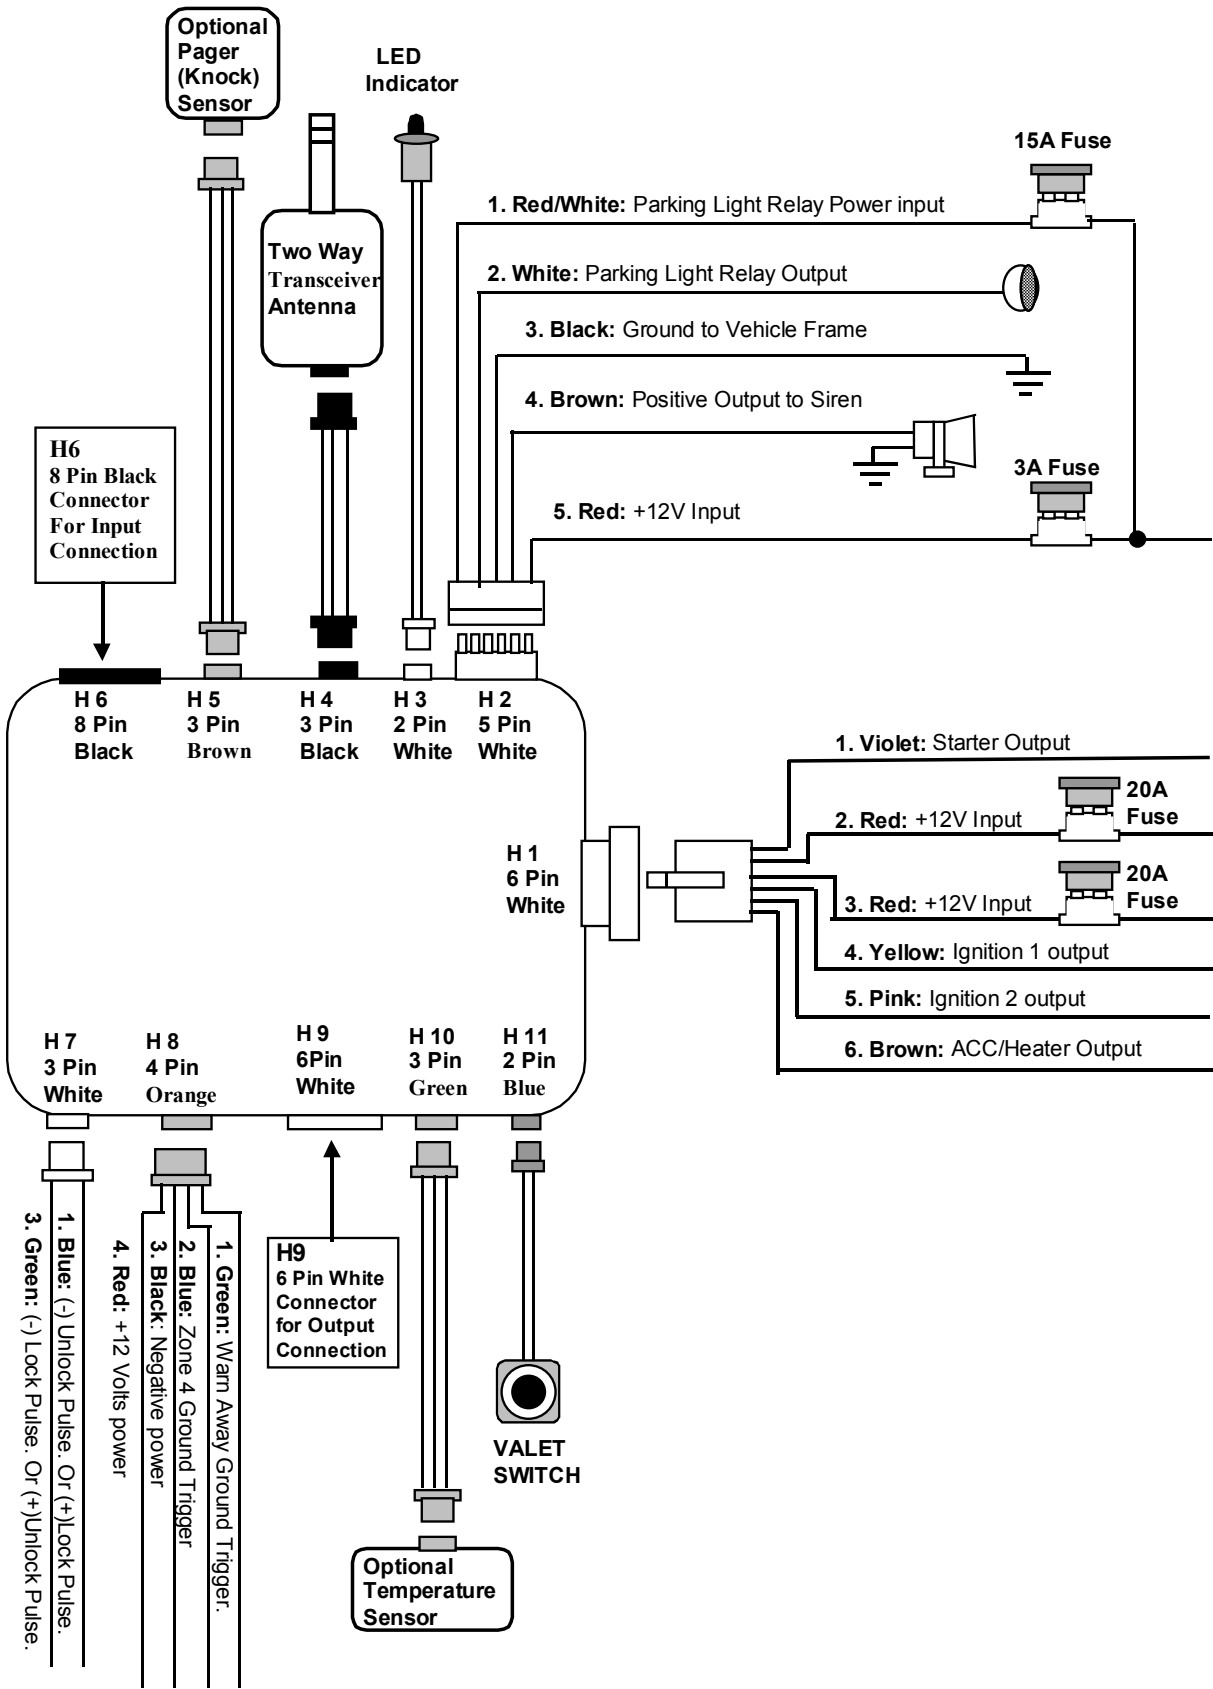 Optional
Pager
(Knock)
Sensor
LED
Indicator
15A Fuse
1. Red/White: Parking Light Relay Power input
Two Way
Transceiver
Antenna
2. White: Parking Light Relay Output
3. Black: Ground to Vehicle Frame
4. Brown: Positive Output to Siren
H6
8 Pin Black
Connector
For Input
Connection
3A Fuse
5. Red: +12V Input
H 6
8 Pin
Black
H 5
3 Pin
Brown
H 4
3 Pin
Black
H 3
2 Pin
White
H 2
5 Pin
White
1. Violet: Starter Output
20A
Fuse
2. Red: +12V Input
H 1
6 Pin
White
20A
Fuse
3. Red: +12V Input
4. Yellow: Ignition 1 output
5. Pink: Ignition 2 output
6. Brown: ACC/Heater Output
H 7
3 Pin
White
H 8
4 Pin
Orange
H 9
6Pin
White
H 10
3 Pin
Green
H 11
2 Pin
Blue
3. Green: (-) Lock Pulse. Or (+)Unlock Pulse.
1. Blue: (-) Unlock Pulse. Or (+)Lock Pulse.
4. Red: +12 Volts power
3. Black: Negative power
2. Blue: Zone 4 Ground Trigger
1. Green: Warn Away Ground Trigger.
H9
6 Pin White
Connector
for Output
Connection
VALET
SWITCH
Optional
Temperature
Sensor